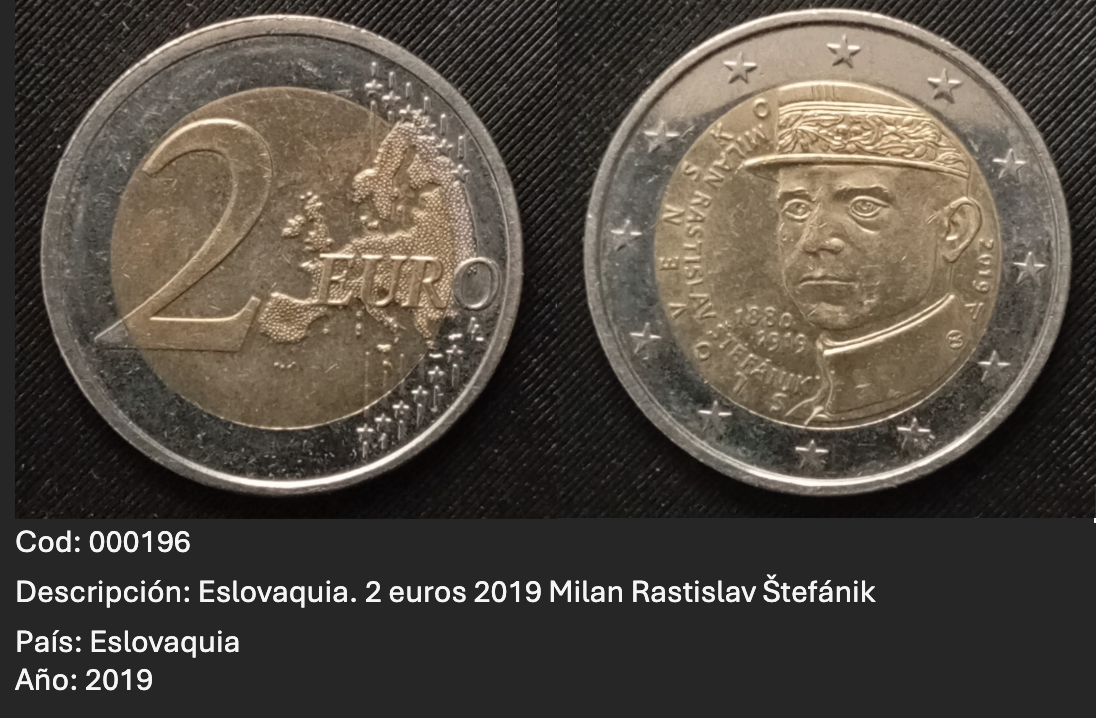 2
EURO
SLOVENSKO
MILAN RASTISLAV
ŠTEFÁNIK
1880
1919
2019
Cod: 000196
Descripción: Eslovaquia. 2 euros 2019 Milan Rastislav Štefánik
País: Eslovaquia
Año: 2019